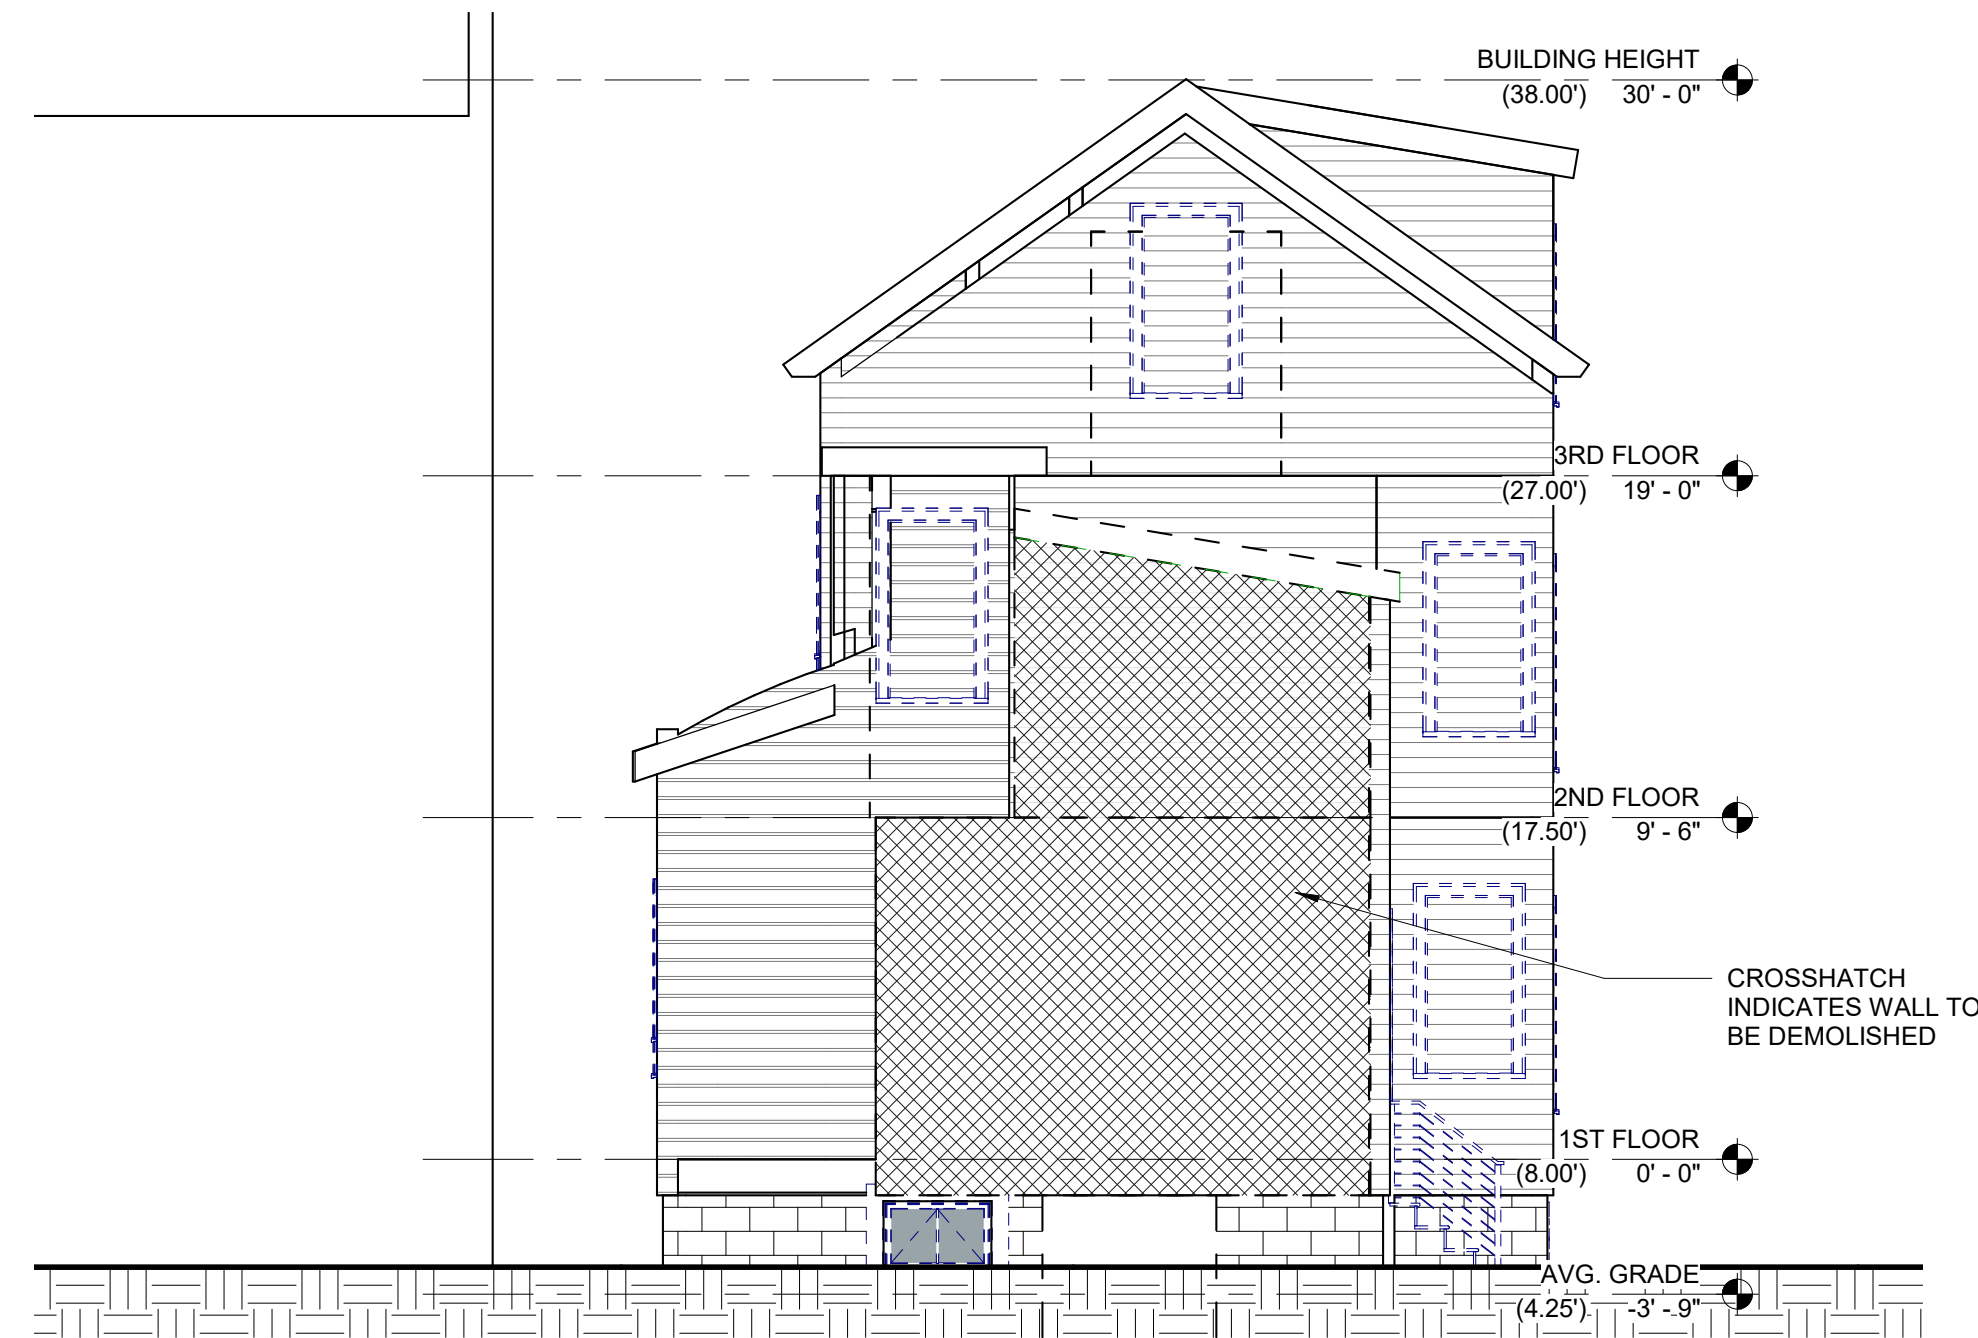 BUILDING HEIGHT
(38.00') 30' - 0"
3RD FLOOR
(27.00') 19' - 0"
2ND FLOOR
(17.50') 9' - 6"
CROSSHATCH
INDICATES WALL TO
BE DEMOLISHED
1ST FLOOR
(8.00') 0' - 0"
AVG. GRADE
(4.25') -3' - 9"